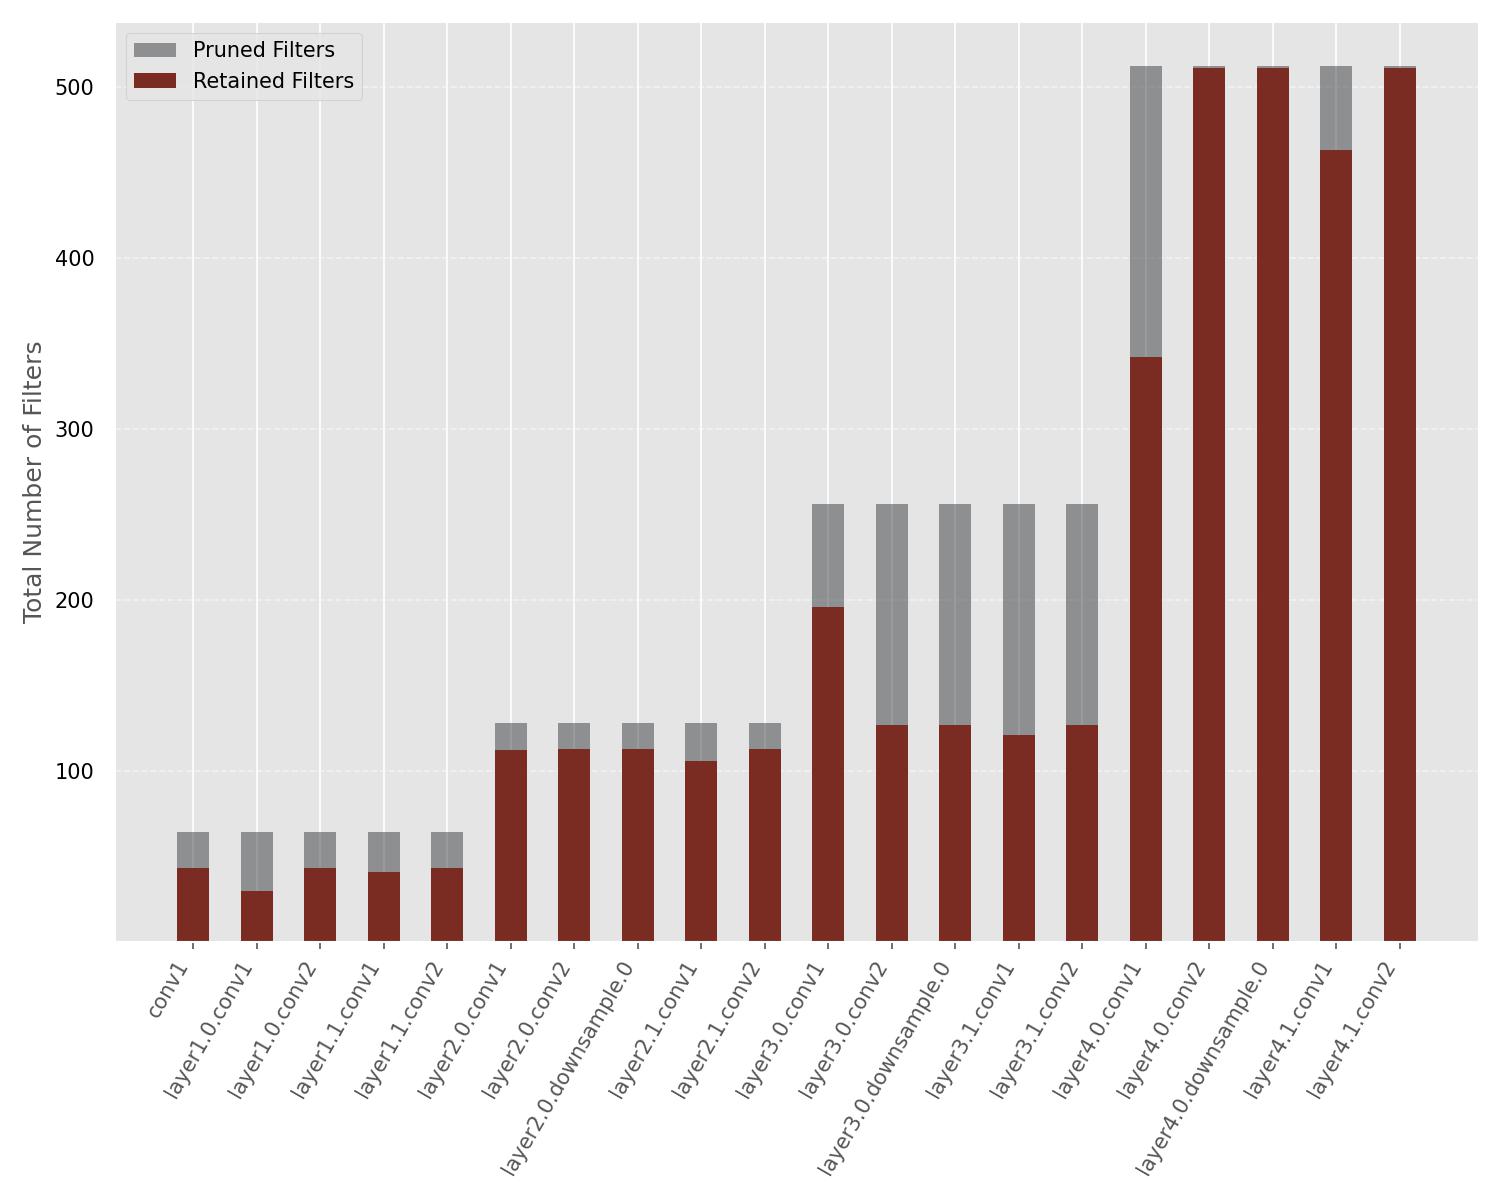 Pruned Filters
Retained Filters
Total Number of Filters
500
400
300
200
100
conv1
layer1.0.conv1
layer1.0.conv2
layer1.1.conv1
layer1.1.conv2
layer2.0.conv1
layer2.0.conv2
layer2.0.downsample.0
layer2.1.conv1
layer2.1.conv2
layer3.0.conv1
layer3.0.conv2
layer3.0.downsample.0
layer3.1.conv1
layer3.1.conv2
layer4.0.conv1
layer4.0.conv2
layer4.0.downsample.0
layer4.1.conv1
layer4.1.conv2